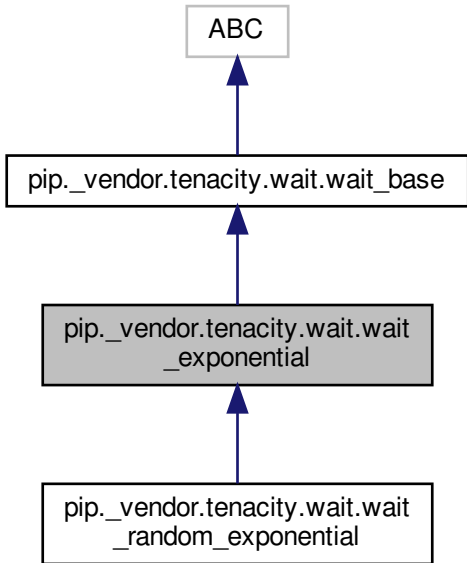 ABC
pip._vendor.tenacity.wait.wait_base
pip._vendor.tenacity.wait.wait
_exponential
pip._vendor.tenacity.wait.wait
_random_exponential